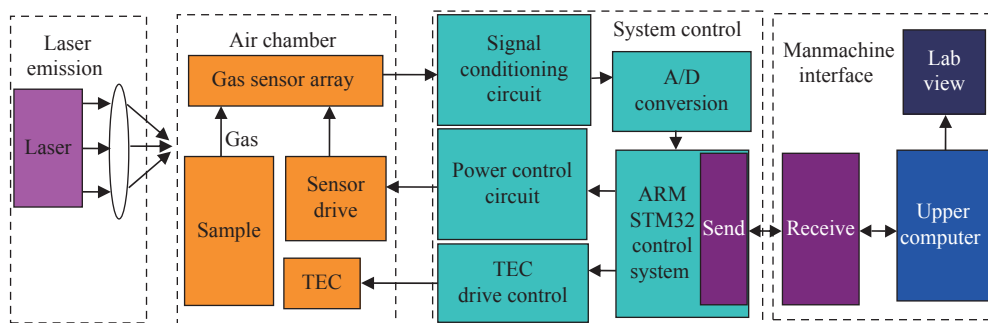 Laser
emission
Laser
Air chamber
Gas sensor array
Gas
Sample
Sensor
drive
TEC
System control
Signal
conditioning
circuit
A/D
conversion
Power control
circuit
TEC
drive control
ARM
STM32
control
system
Send
Manmachine
interface
Lab
view
Receive
Upper
computer